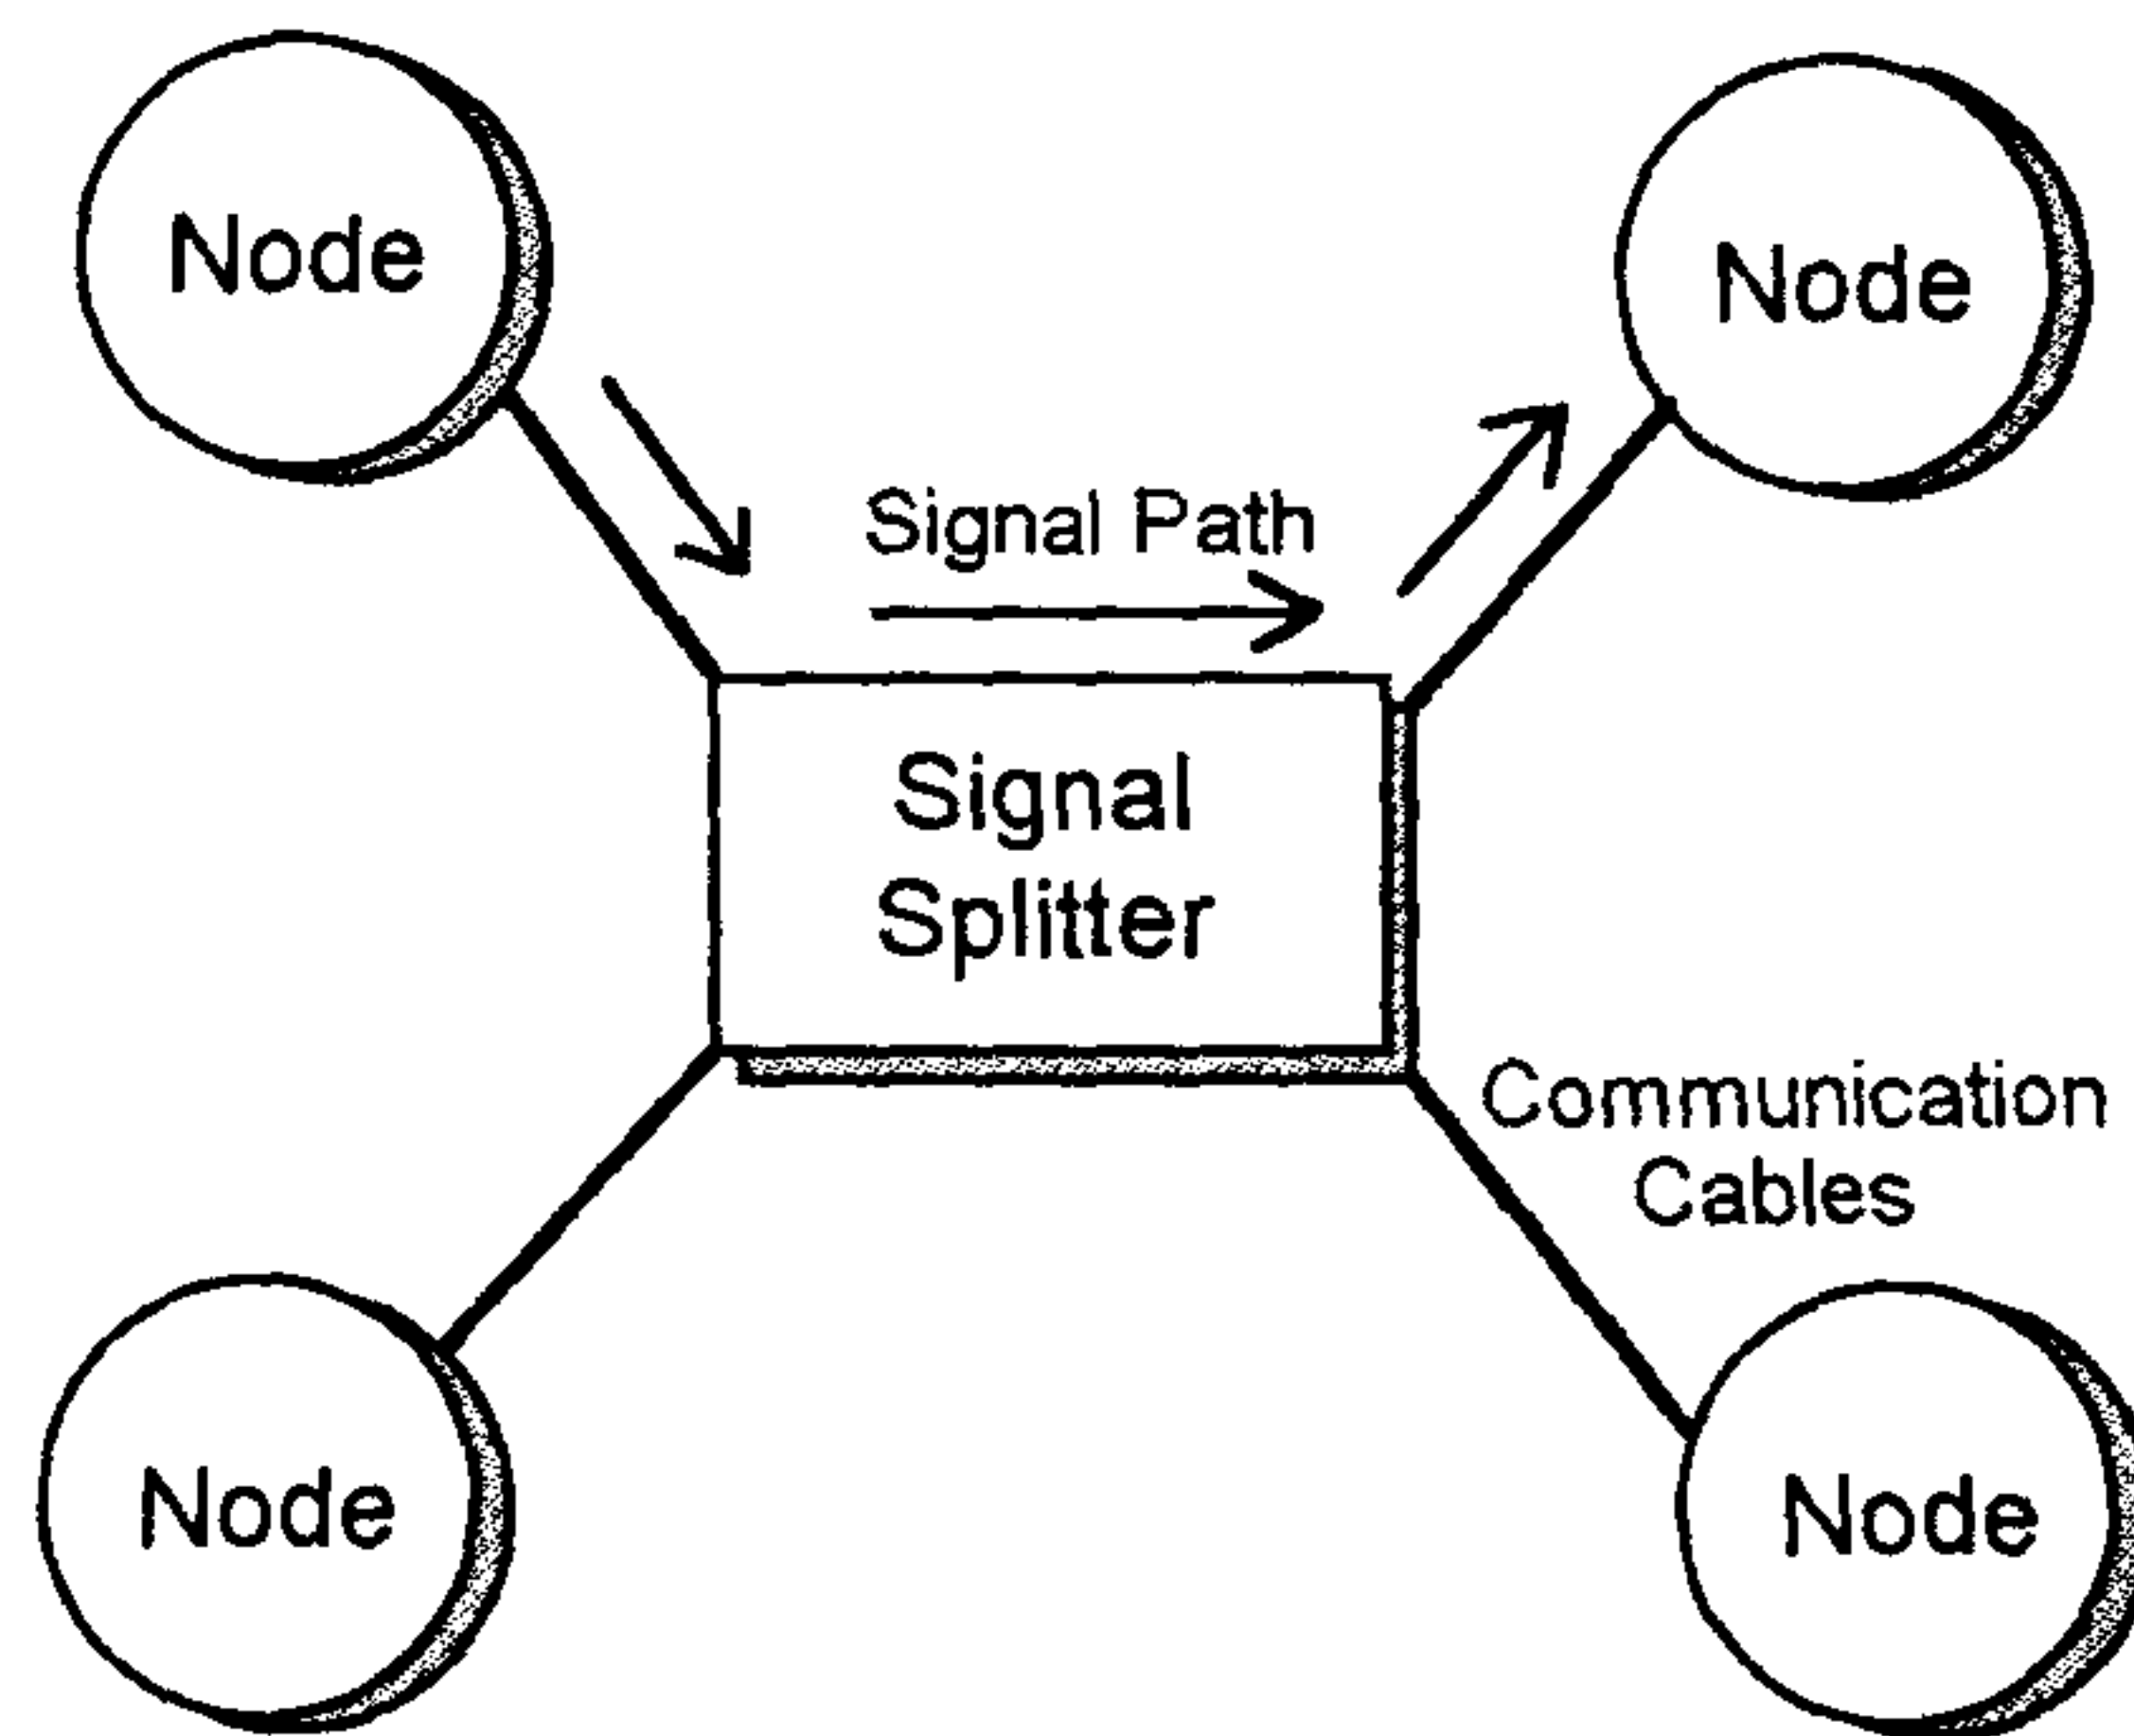 Node
Node
Signal Path
Signal
Splitter
Communication
Cables
Node
Node